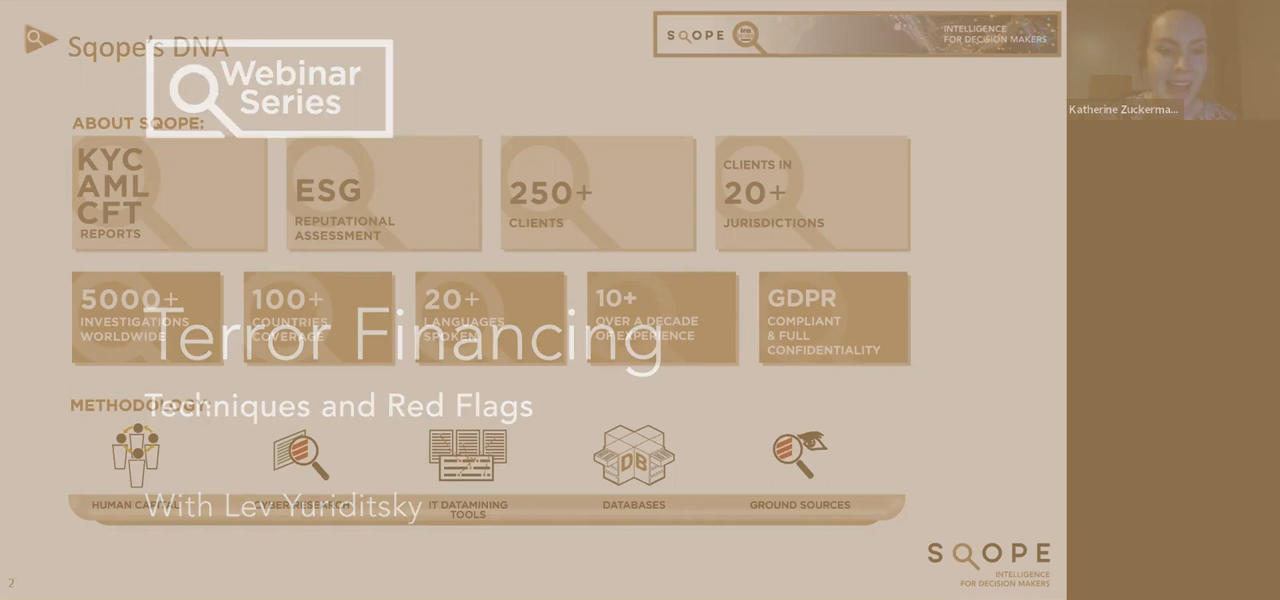 Sqope's DNA
SQOPE
INTELLIGENCE
FOR DECISION MAKERS
Katherine Zuckerma...
Webinar
Series
ABOUT SQOPE:
KYC
AML
CFT
REPORTS
ESG
REPUTATIONAL
ASSESSMENT
250+
CLIENTS
CLIENTS IN
20+
JURISDICTIONS
5000+
INVESTIGATIONS
WORLDWIDE
100+
COUNTRIES
COVERAGE
20+
LANGUAGES
SPOKEN
10+
OVER A DECADE
OF EXPERIENCE
GDPR
COMPLIANT
& FULL
CONFIDENTIALITY
Terror Financing
METHODOLOGY:
Techniques and Red Flags
DB
HUMAN CAPITAL
CYBER RESEARCH
IT DATAMINING
TOOLS
DATABASES
GROUND SOURCES
With Lev Yuriditsky
SQOPE
INTELLIGENCE
FOR DECISION MAKERS
2